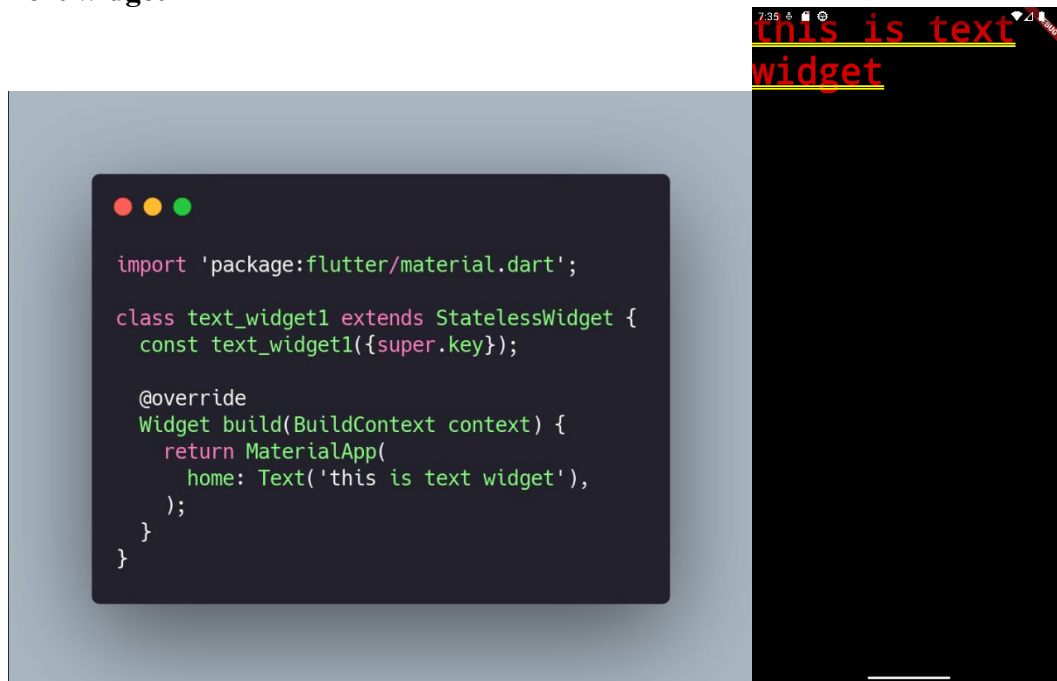 import 'package:flutter/material.dart';
class text_widget1 extends StatelessWidget {
const text_widget1({super.key});
@override
Widget build(BuildContext context) {
return MaterialApp(
home: Text('this is text widget'),
);
}
}
7:35
this is text
widget